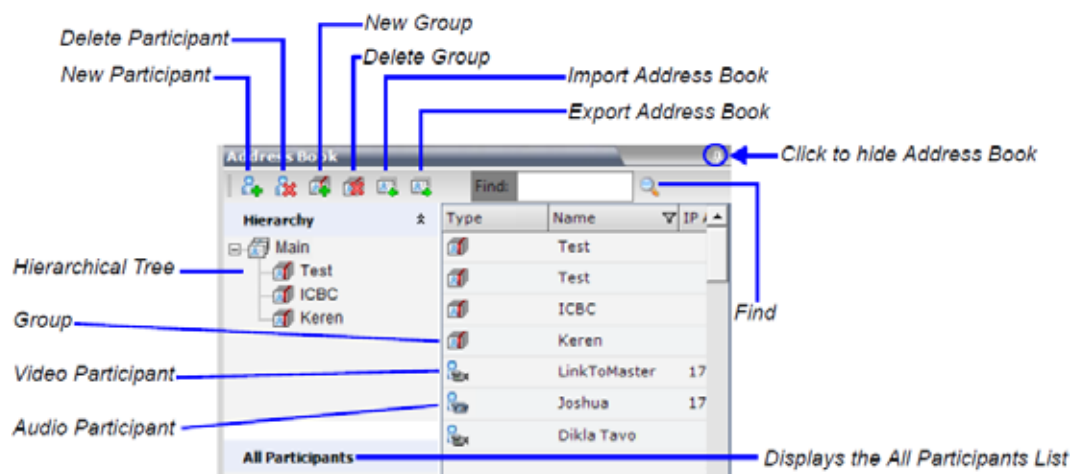 New Group
Delete Participant
Delete Group
New Participant
Import Address Book
Export Address Book
Address Book
Click to hide Address Book
Find:
Hierarchy
Type Name IP A
Main
Test
ICBC
Keren
Test
Test
ICBC
Keren
LinkToMaster 17
Joshua 17
Dikla Tavo
Hierarchical Tree
Group
Find
Video Participant
Audio Participant
All Participants
Displays the All Participants List